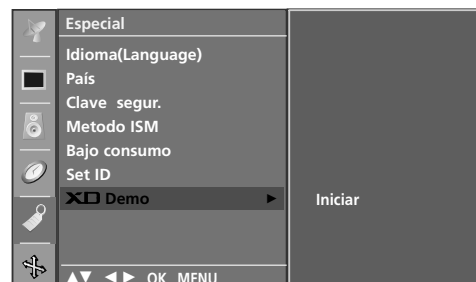 Especial
Idioma(Language)
País
Clave segur.
Metodo ISM
Bajo consumo
Set ID
XD Demo ► Iniciar
▲▼ ◄► OK MENU